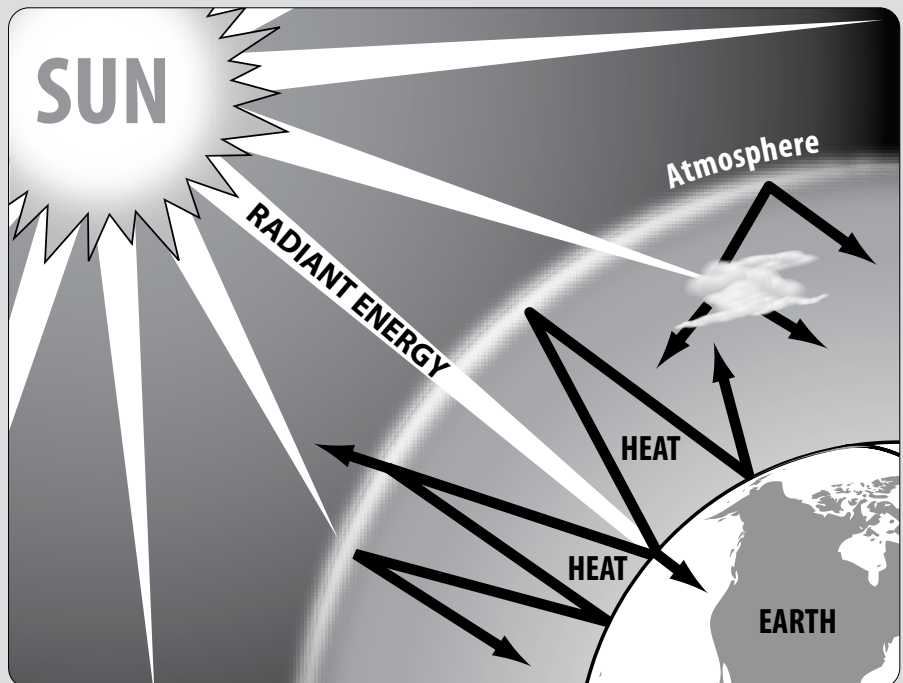 SUN
Atmosphere
RADIANT ENERGY
HEAT
HEAT
EARTH